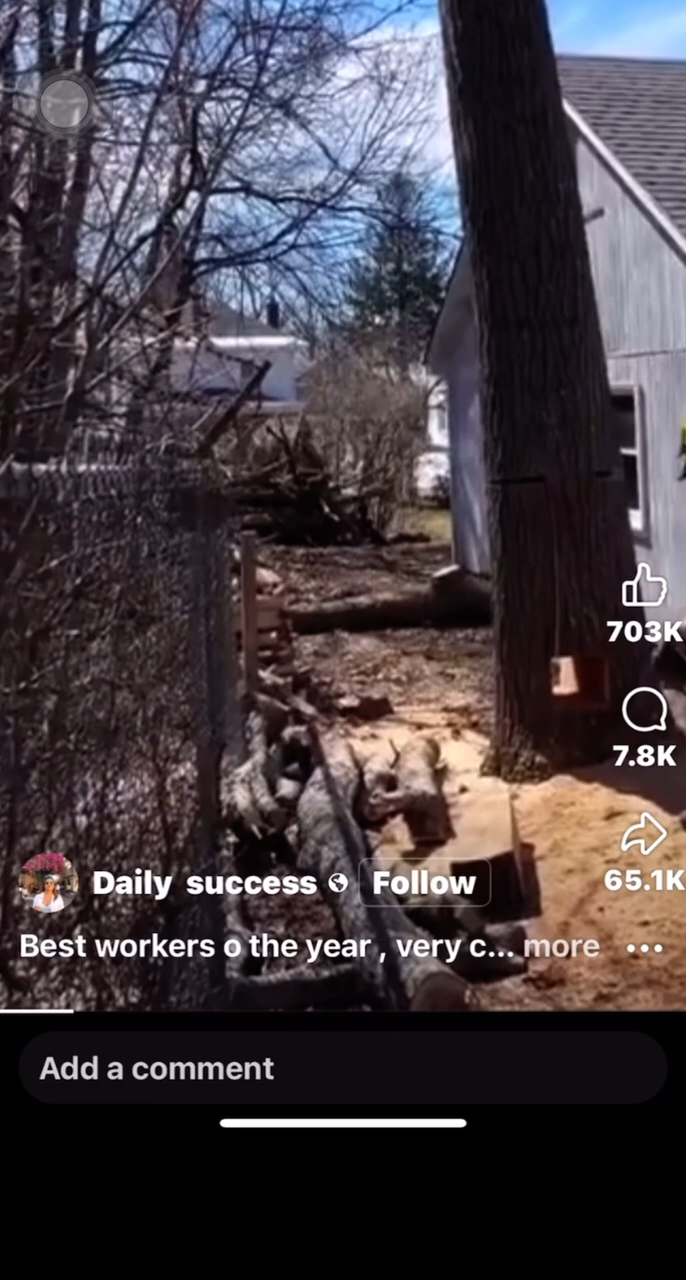 703K
7.8K
65.1K
Daily success Follow
Best workers o the year , very c... more
Add a comment